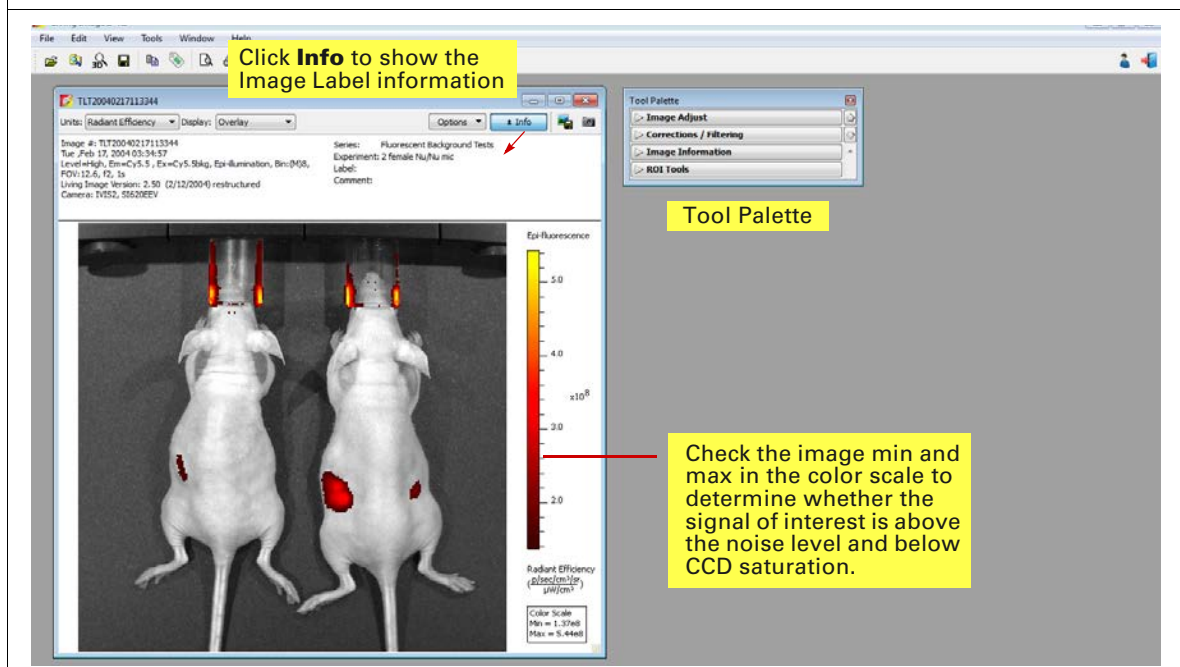 File Edit View Tools Window Help
Click Info to show the
Image Label information
TLT20040217113344
Units: Radiant Efficiency Display: Overlay Options Info
Image #: TLT20040217113344
Tue ,Feb 17, 2004 03:34:57
Level=High, Em=Cy5.5 , Ex=Cy5.5bkg, Epi-illumination, Bin:(M)8,
FOV:12.6, f2, 1s
Living Image Version: 2.50 (2/12/2004) restructured
Camera: IVIS2, SI620EEV
Series: Fluorescent Background Tests
Experiment: 2 female Nu/Nu mic
Label:
Comment:
Tool Palette
Image Adjust
Corrections / Filtering
Image Information
ROI Tools
Tool Palette
Epi-fluorescence
5.0
4.0
x10⁸
3.0
2.0
Radiant Efficiency
(p/sec/cm²/sr
µW/cm²)
Color Scale
Min = 1.37e8
Max = 5.44e8
Check the image min and
max in the color scale to
determine whether the
signal of interest is above
the noise level and below
CCD saturation.